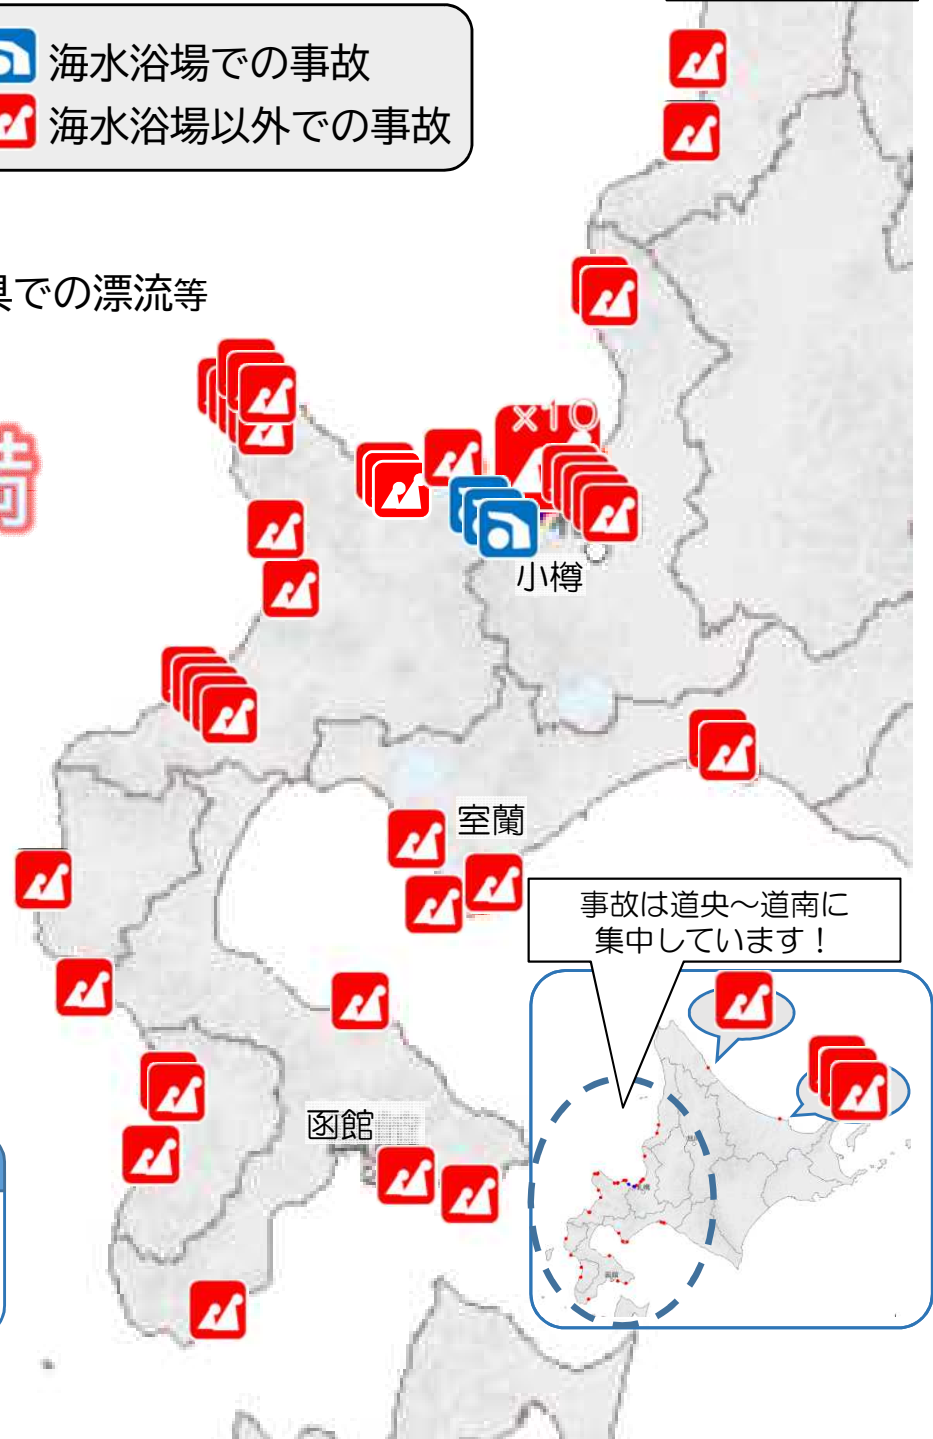 海水浴場での事故
海水浴場以外での事故
での漂流等
×10
小樽
室蘭
事故は道央～道南に
集中しています！
函館